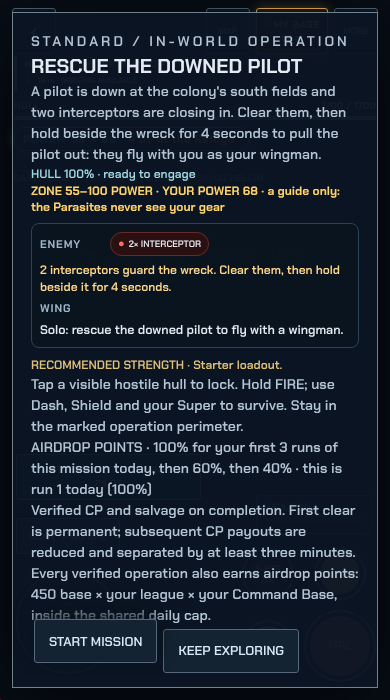 STANDARD / IN-WORLD OPERATION
RESCUE THE DOWNED PILOT
A pilot is down at the colony's south fields and
two interceptors are closing in. Clear them, then
hold beside the wreck for 4 seconds to pull the
pilot out: they fly with you as your wingman.
HULL 100% · ready to engage
ZONE 55–100 POWER · YOUR POWER 68 · a guide only:
the Parasites never see your gear
ENEMY
2× INTERCEPTOR
2 interceptors guard the wreck. Clear them, then hold
beside it for 4 seconds.
WING
Solo: rescue the downed pilot to fly with a wingman.
RECOMMENDED STRENGTH · Starter loadout.
Tap a visible hostile hull to lock. Hold FIRE; use
Dash, Shield and your Super to survive. Stay in
the marked operation perimeter.
AIRDROP POINTS · 100% for your first 3 runs of
this mission today, then 60%, then 40% · this is
run 1 today (100%)
Verified CP and salvage on completion. First clear
is permanent; subsequent CP payouts are
reduced and separated by at least three minutes.
Every verified operation also earns airdrop points:
450 base × your league × your Command Base,
inside the shared daily cap.
START MISSION
KEEP EXPLORING